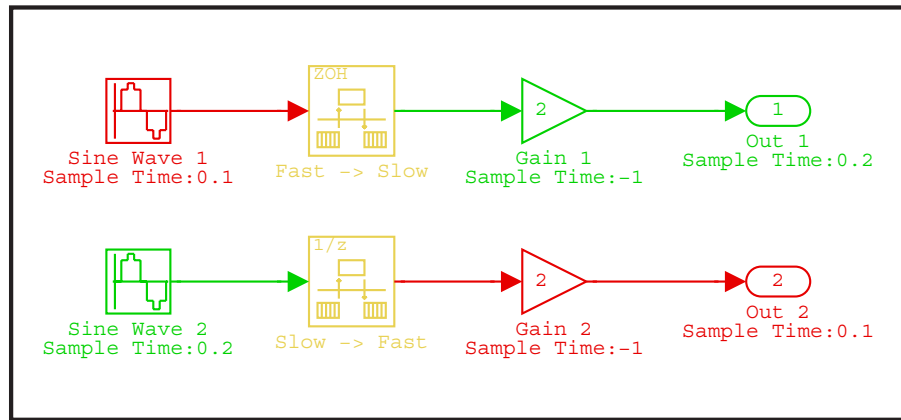 ZOH
2
1
Sine Wave 1
Sample Time:0.1
Fast -> Slow
Gain 1
Sample Time:-1
Out 1
Sample Time:0.2
1/z
2
2
Sine Wave 2
Sample Time:0.2
Slow -> Fast
Gain 2
Sample Time:-1
Out 2
Sample Time:0.1